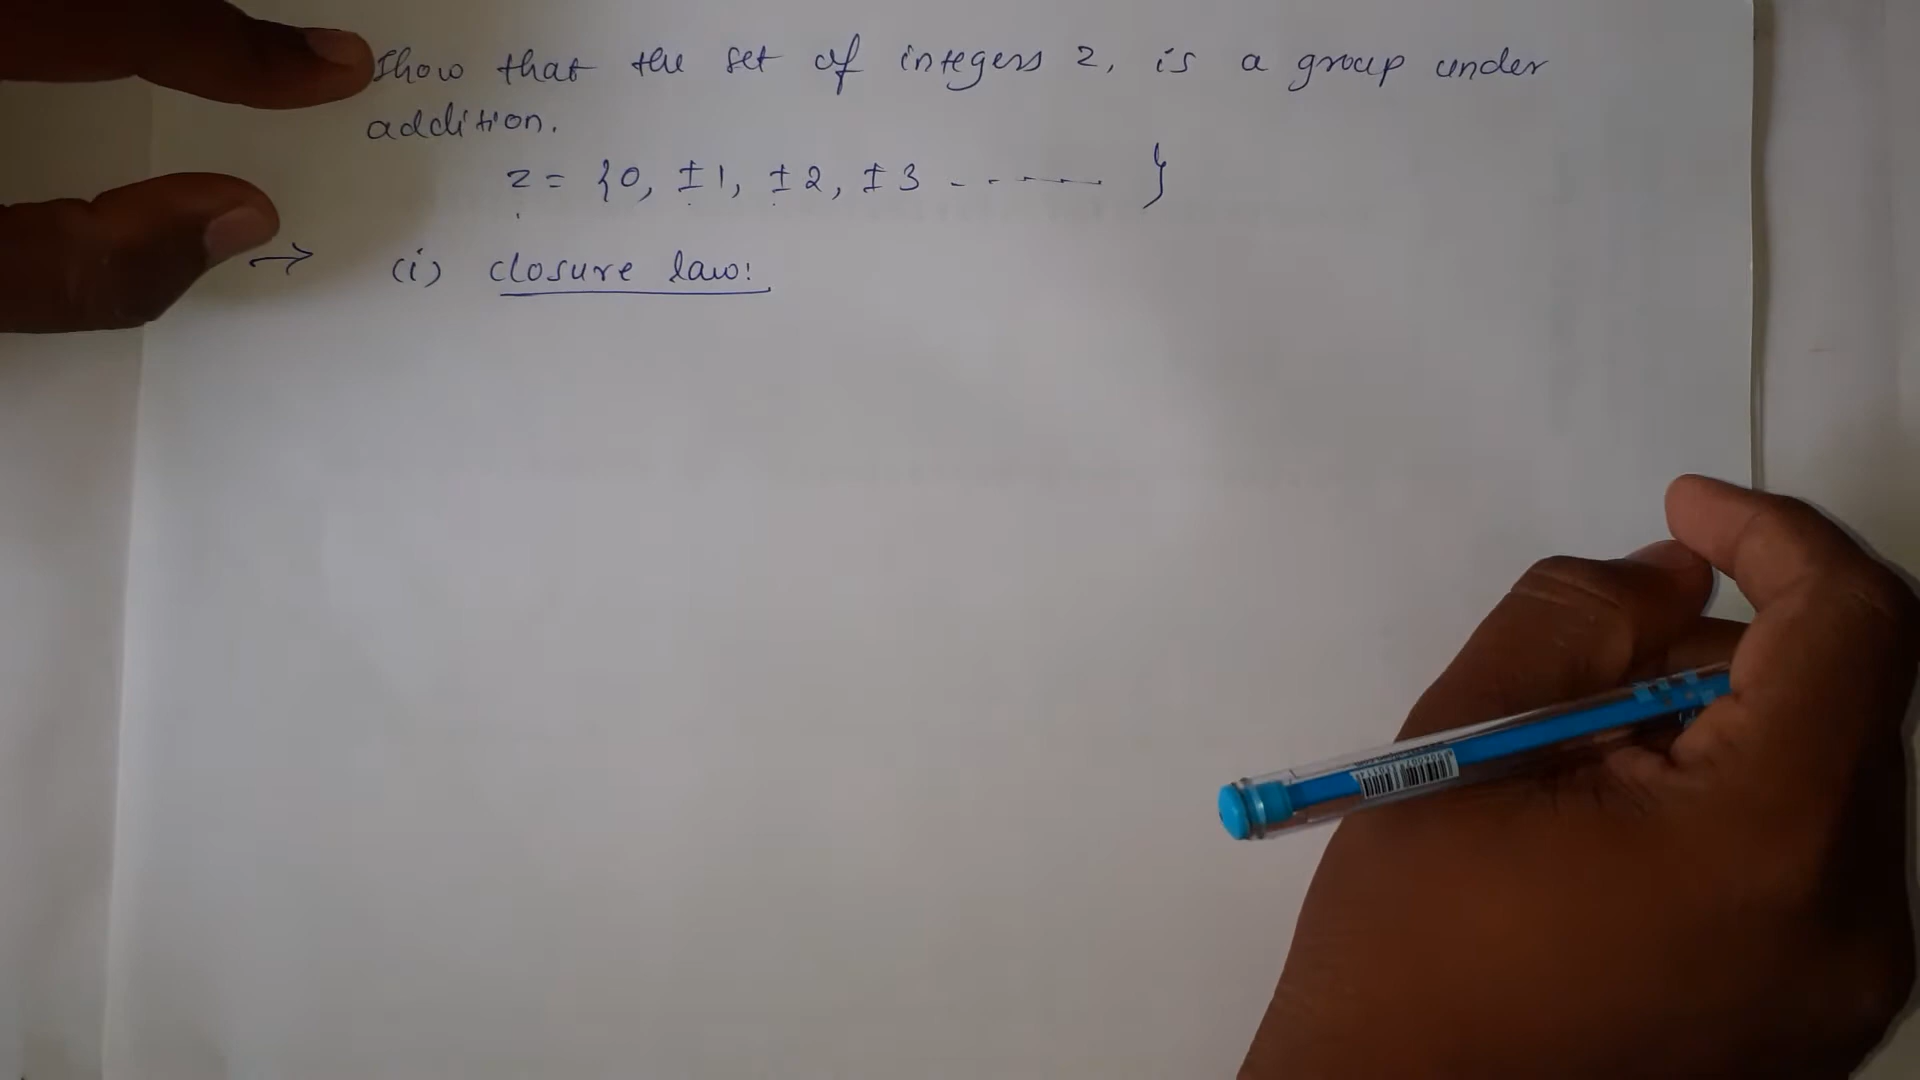 Show that the set of integers z, is a group under
addition.
z = {0, ±1, ±2, ±3 - - - - - }
→ (i) closure law: